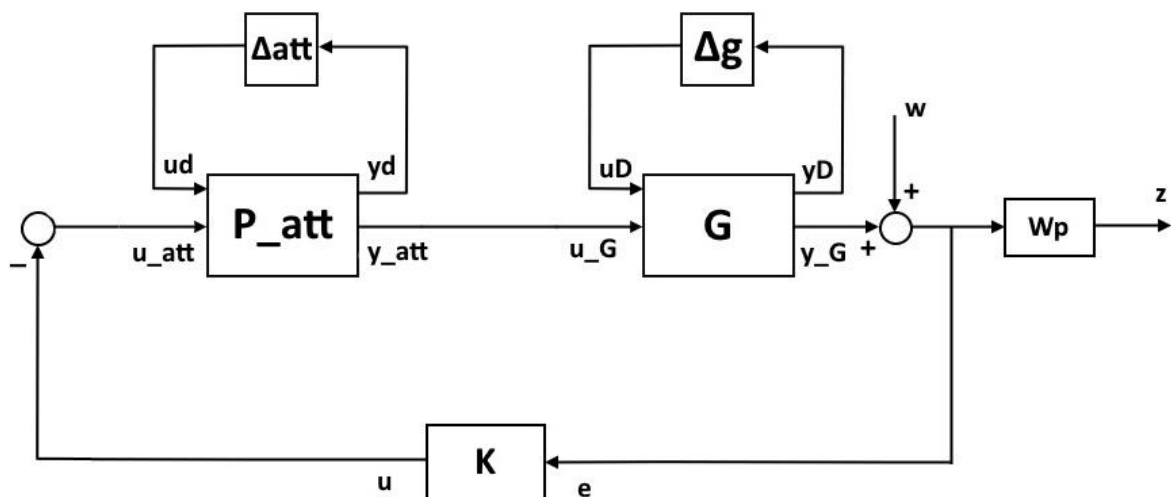 Δatt
Δg
ud
yd
uD
yD
w
+
z
P_att
G
Wp
_
u_att
y_att
u_G
y_G
+
K
u
e